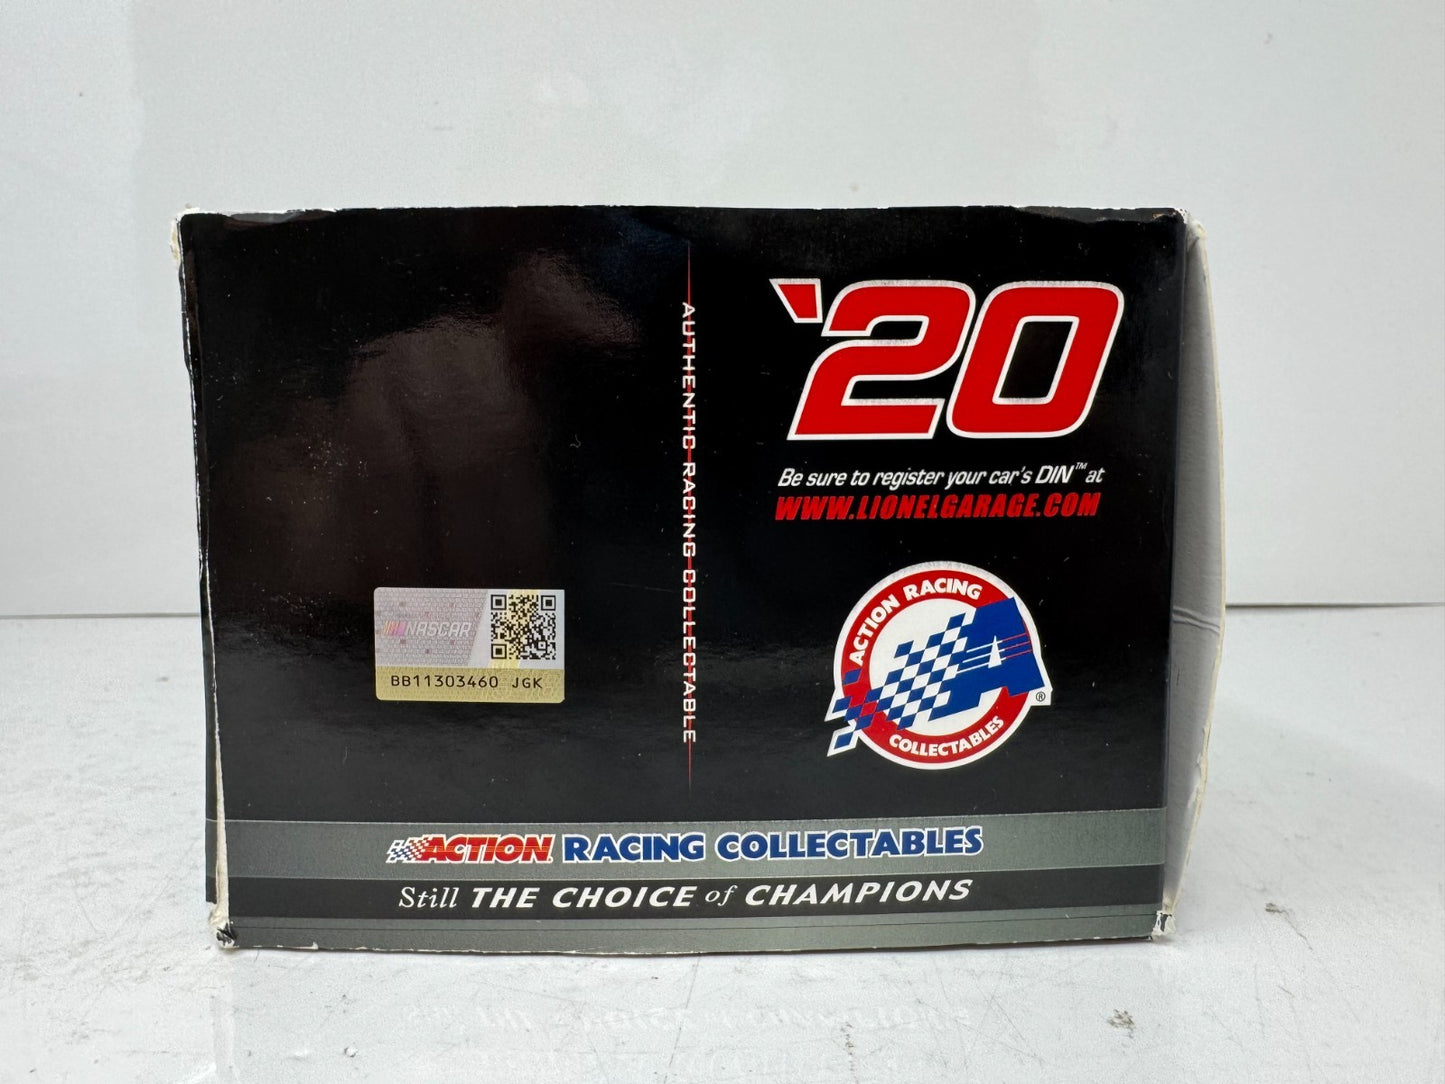 NASCAR
BB11303460 JGK
AUTHENTIC RACING COLLECTABLE
'20
Be sure to register your car's DIN™ at
WWW.LIONELGARAGE.COM
ACTION RACING
A®
COLLECTABLES
ACTION RACING COLLECTABLES
Still THE CHOICE of CHAMPIONS